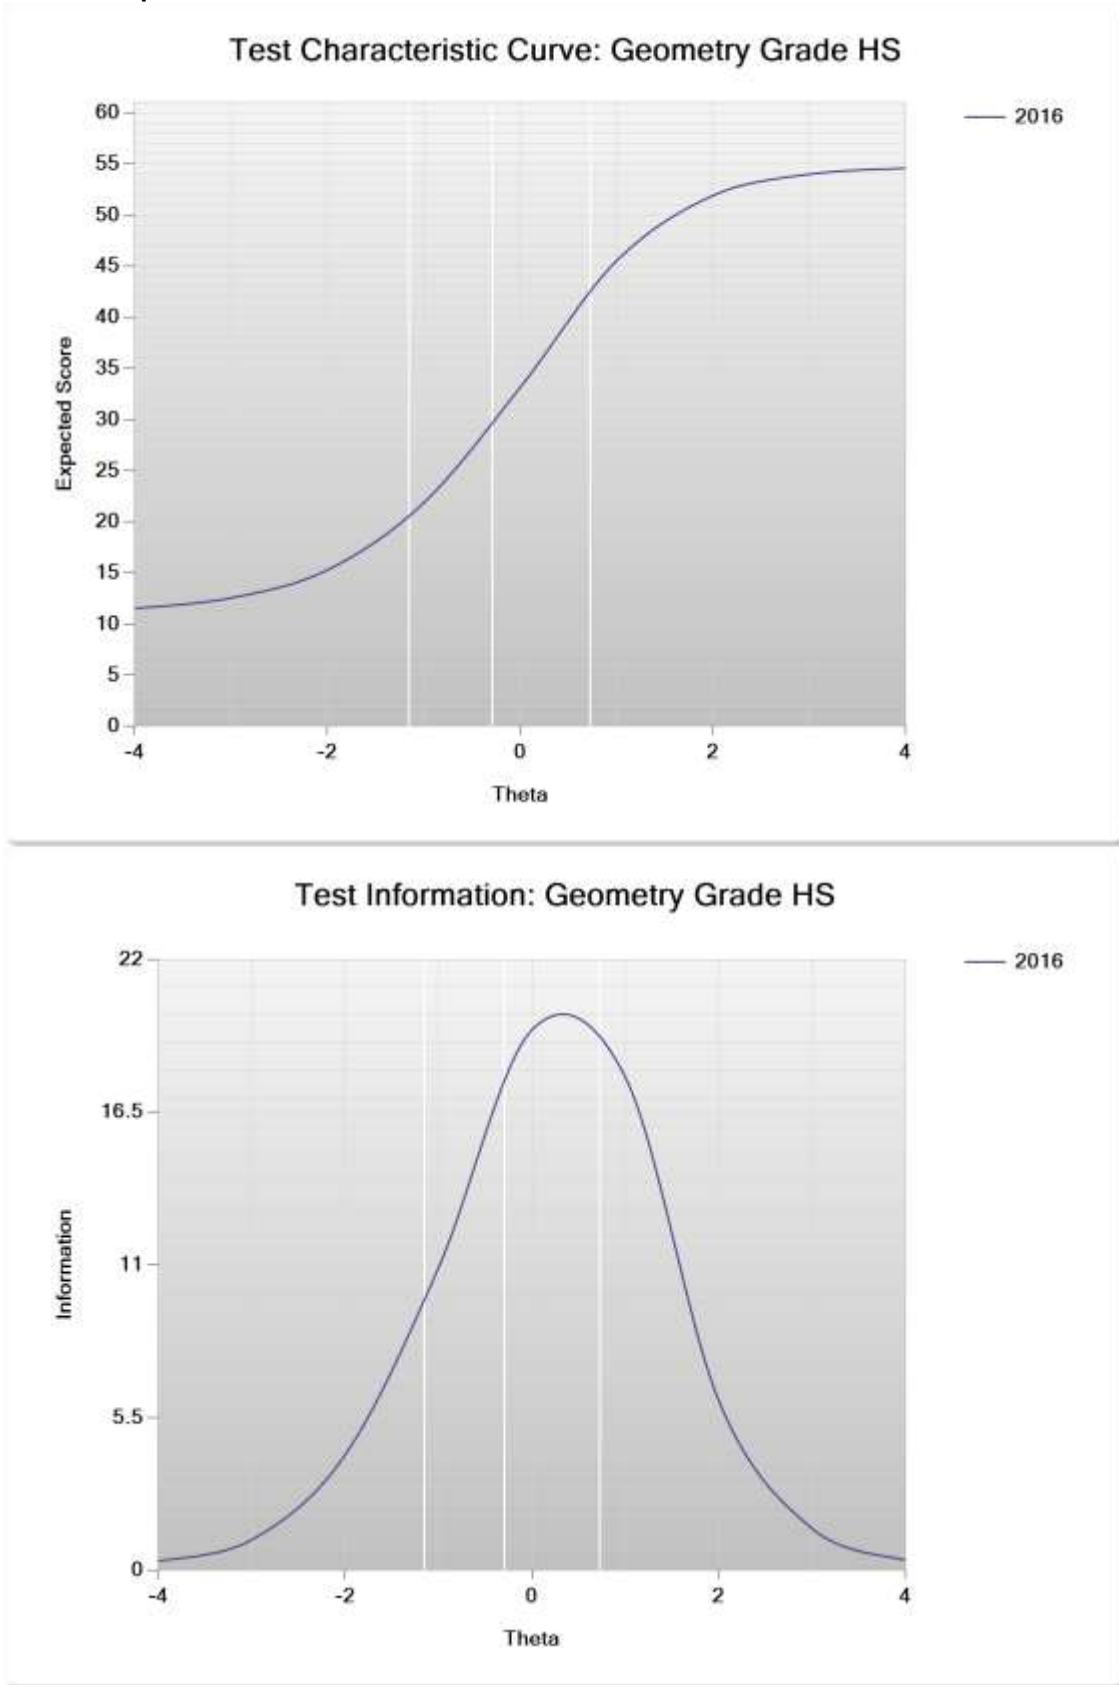 Test Characteristic Curve: Geometry Grade HS
2016
60
55
50
45
40
35
30
25
20
15
10
5
0
Expected Score
-4 -2 0 2 4
Theta
Test Information: Geometry Grade HS
2016
22
16.5
11
5.5
0
Information
-4 -2 0 2 4
Theta